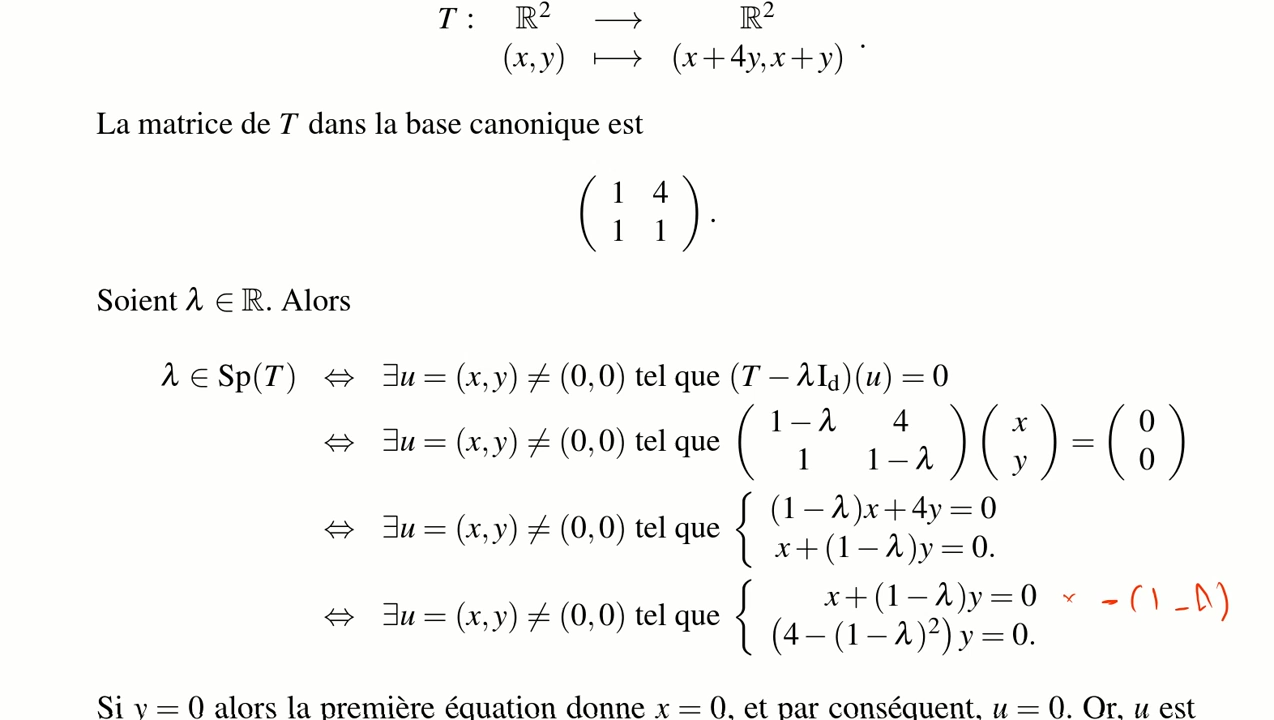 T : ℝ² ⟶ ℝ²
(x,y) ⟼ (x+4y,x+y) .
La matrice de T dans la base canonique est
( 1 4
1 1 ) .
Soient λ ∈ ℝ. Alors
λ ∈ Sp(T) ⇔ ∃u = (x,y) ≠ (0,0) tel que (T − λI_d)(u) = 0
⇔ ∃u = (x,y) ≠ (0,0) tel que ( 1−λ 4 ; 1 1−λ ) ( x ; y ) = ( 0 ; 0 )
⇔ ∃u = (x,y) ≠ (0,0) tel que { (1−λ)x+4y = 0
x+(1−λ)y = 0.
⇔ ∃u = (x,y) ≠ (0,0) tel que { x+(1−λ)y = 0 × −(1−λ)
(4−(1−λ)²) y = 0.
Si y = 0 alors la première équation donne x = 0, et par conséquent, u = 0. Or, u est